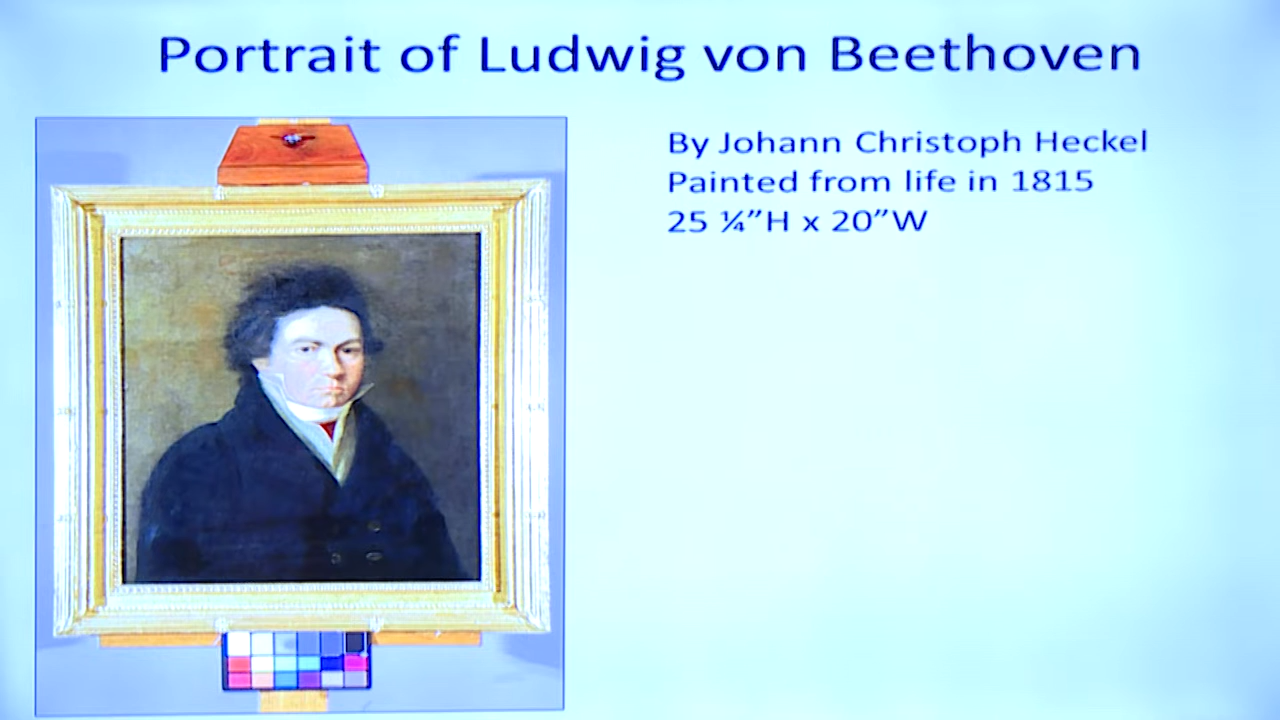 Portrait of Ludwig von Beethoven
By Johann Christoph Heckel
Painted from life in 1815
25 ¼”H x 20”W